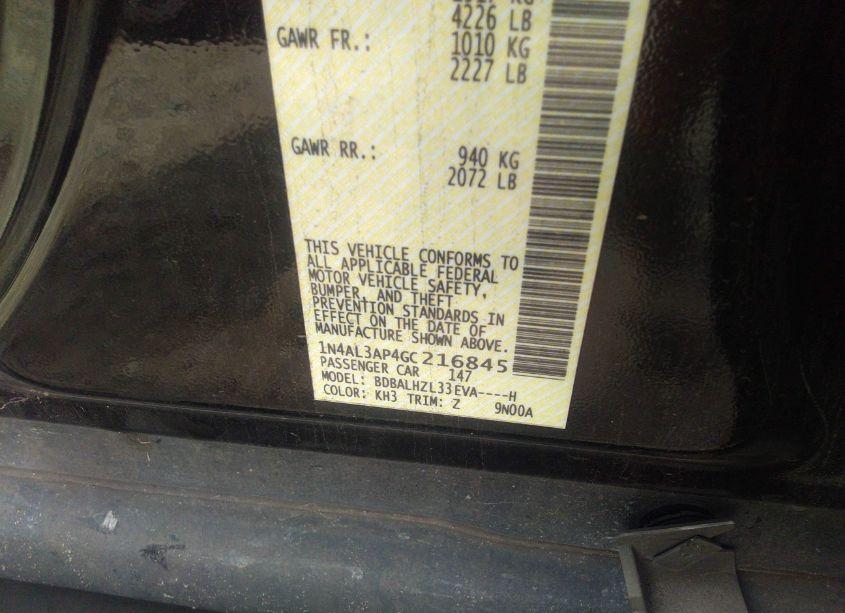 4226 LB
GAWR FR.: 1010 KG
2227 LB
GAWR RR.: 940 KG
2072 LB
THIS VEHICLE CONFORMS TO
ALL APPLICABLE FEDERAL
MOTOR VEHICLE SAFETY,
BUMPER, AND THEFT
PREVENTION STANDARDS IN
EFFECT ON THE DATE OF
MANUFACTURE SHOWN ABOVE.
1N4AL3AP4GC216845
PASSENGER CAR 147
MODEL: BDBALHZL33EVA----H
COLOR: KH3 TRIM: Z 9N00A